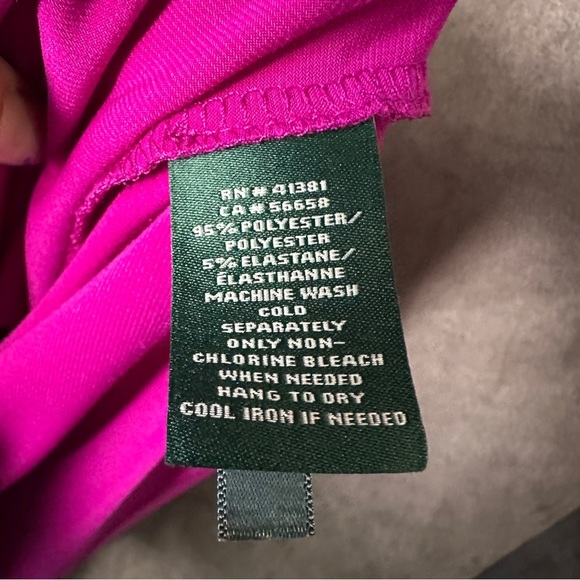 RN# 41381
CA# 56658
95% POLYESTER/
POLYESTER
5% ELASTANE/
ÉLASTHANNE
MACHINE WASH
COLD
SEPARATELY
ONLY NON-
CHLORINE BLEACH
WHEN NEEDED
HANG TO DRY
COOL IRON IF NEEDED